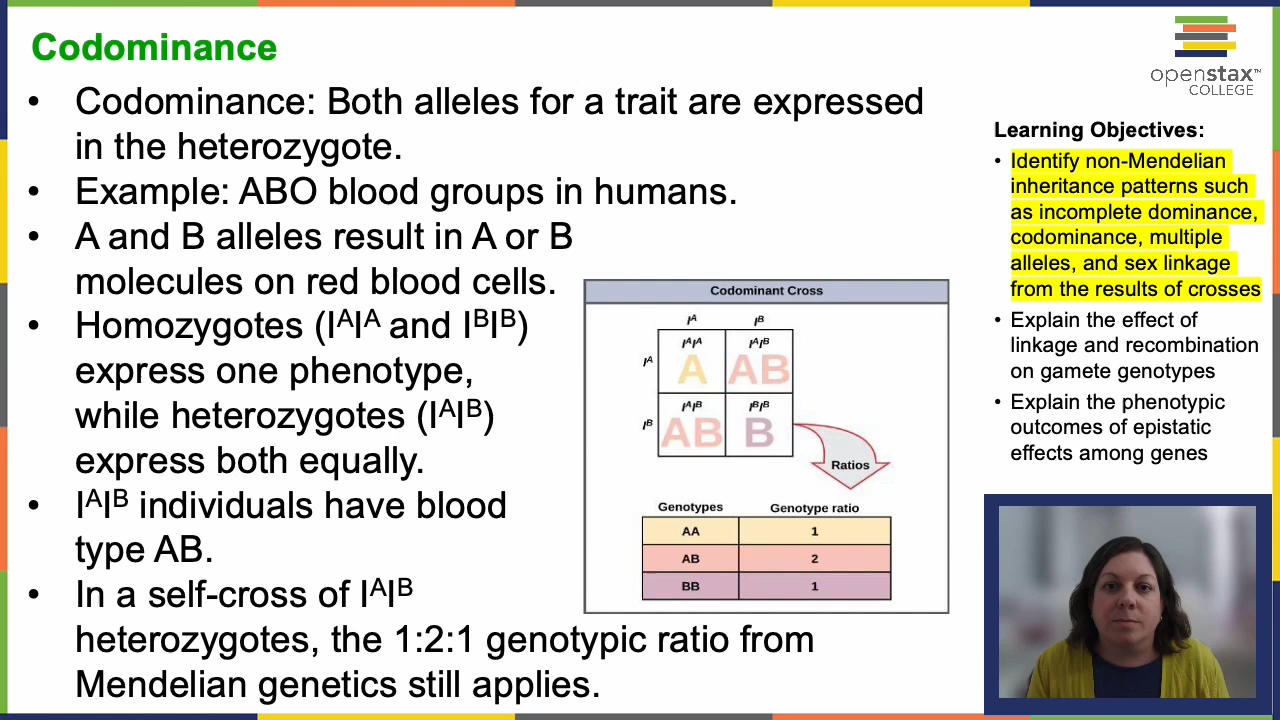 Codominance
• Codominance: Both alleles for a trait are expressed
in the heterozygote.
• Example: ABO blood groups in humans.
• A and B alleles result in A or B
molecules on red blood cells.
• Homozygotes (IᴬIᴬ and IᴮIᴮ)
express one phenotype,
while heterozygotes (IᴬIᴮ)
express both equally.
• IᴬIᴮ individuals have blood
type AB.
• In a self-cross of IᴬIᴮ
heterozygotes, the 1:2:1 genotypic ratio from
Mendelian genetics still applies.
Codominant Cross
Iᴬ Iᴮ
IᴬIᴬ IᴬIᴮ
Iᴬ
A AB
IᴬIᴮ IᴮIᴮ
Iᴮ
AB B
Ratios
Genotypes Genotype ratio
AA 1
AB 2
BB 1
openstax™
COLLEGE
Learning Objectives:
• Identify non-Mendelian
inheritance patterns such
as incomplete dominance,
codominance, multiple
alleles, and sex linkage
from the results of crosses
• Explain the effect of
linkage and recombination
on gamete genotypes
• Explain the phenotypic
outcomes of epistatic
effects among genes